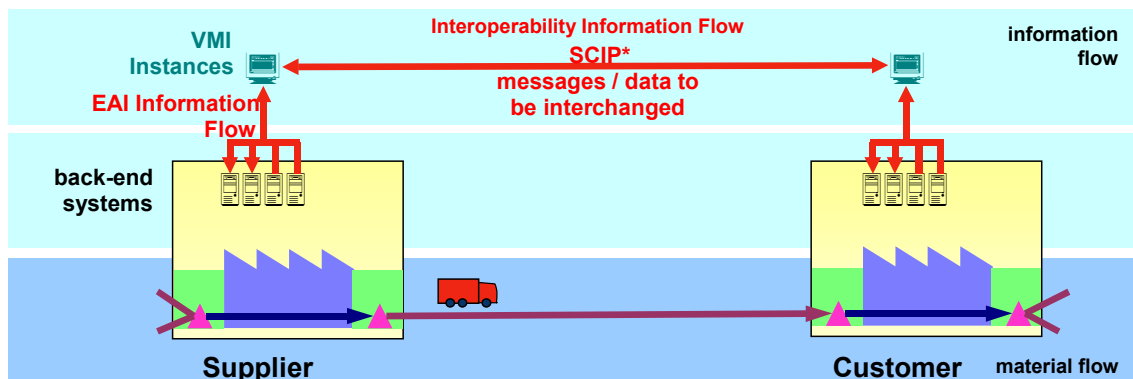 Interoperability Information Flow
SCIP*
messages / data to
be interchanged
VMI
Instances
information
flow
EAI Information
Flow
back-end
systems
Supplier
Customer
material flow